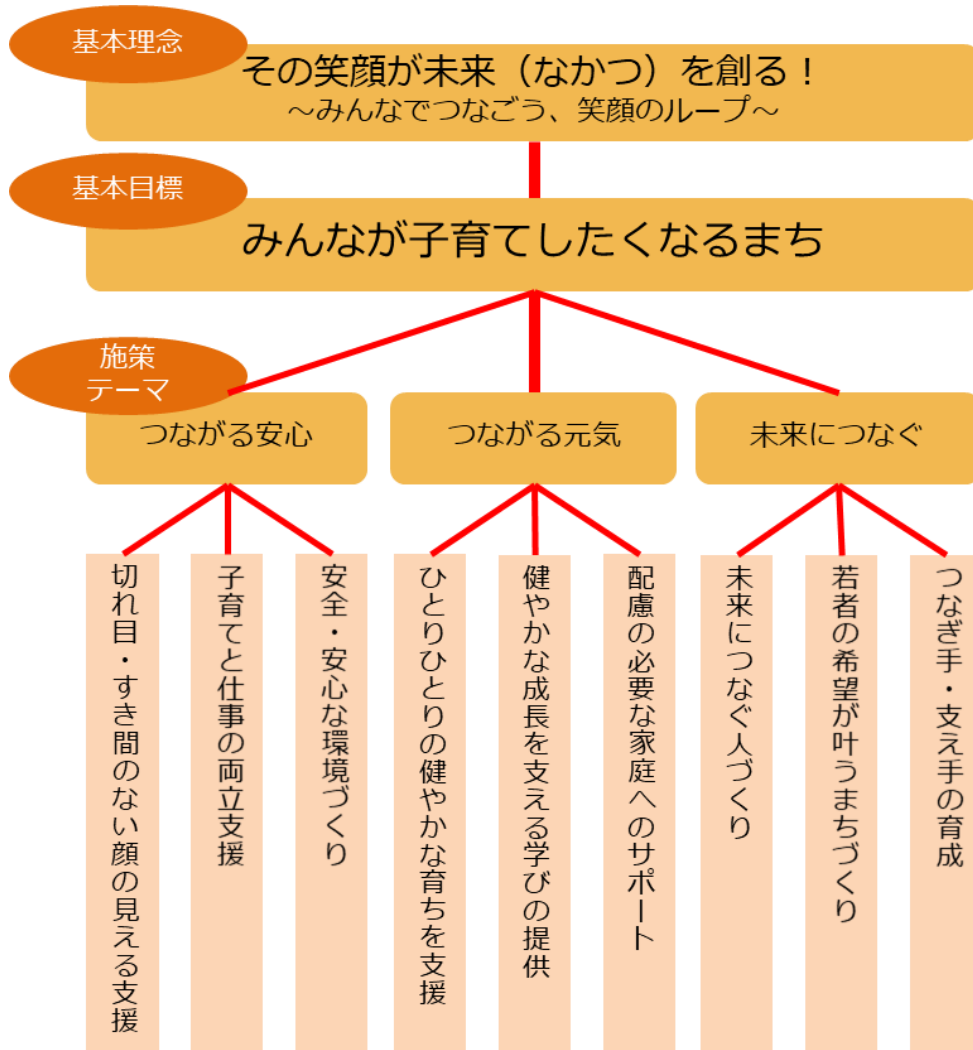 基本理念
その笑顔が未来（なかつ）を創る！
～みんなでつなごう、笑顔のループ～
基本目標
みんなが子育てしたくなるまち
施策
テーマ
つながる安心
つながる元気
未来につなぐ
切れ目・すき間のない顔の見える支援
子育てと仕事の両立支援
安全・安心な環境づくり
ひとりひとりの健やかな育ちを支援
健やかな成長を支える学びの提供
配慮の必要な家庭へのサポート
未来につなぐ人づくり
若者の希望が叶うまちづくり
つなぎ手・支え手の育成